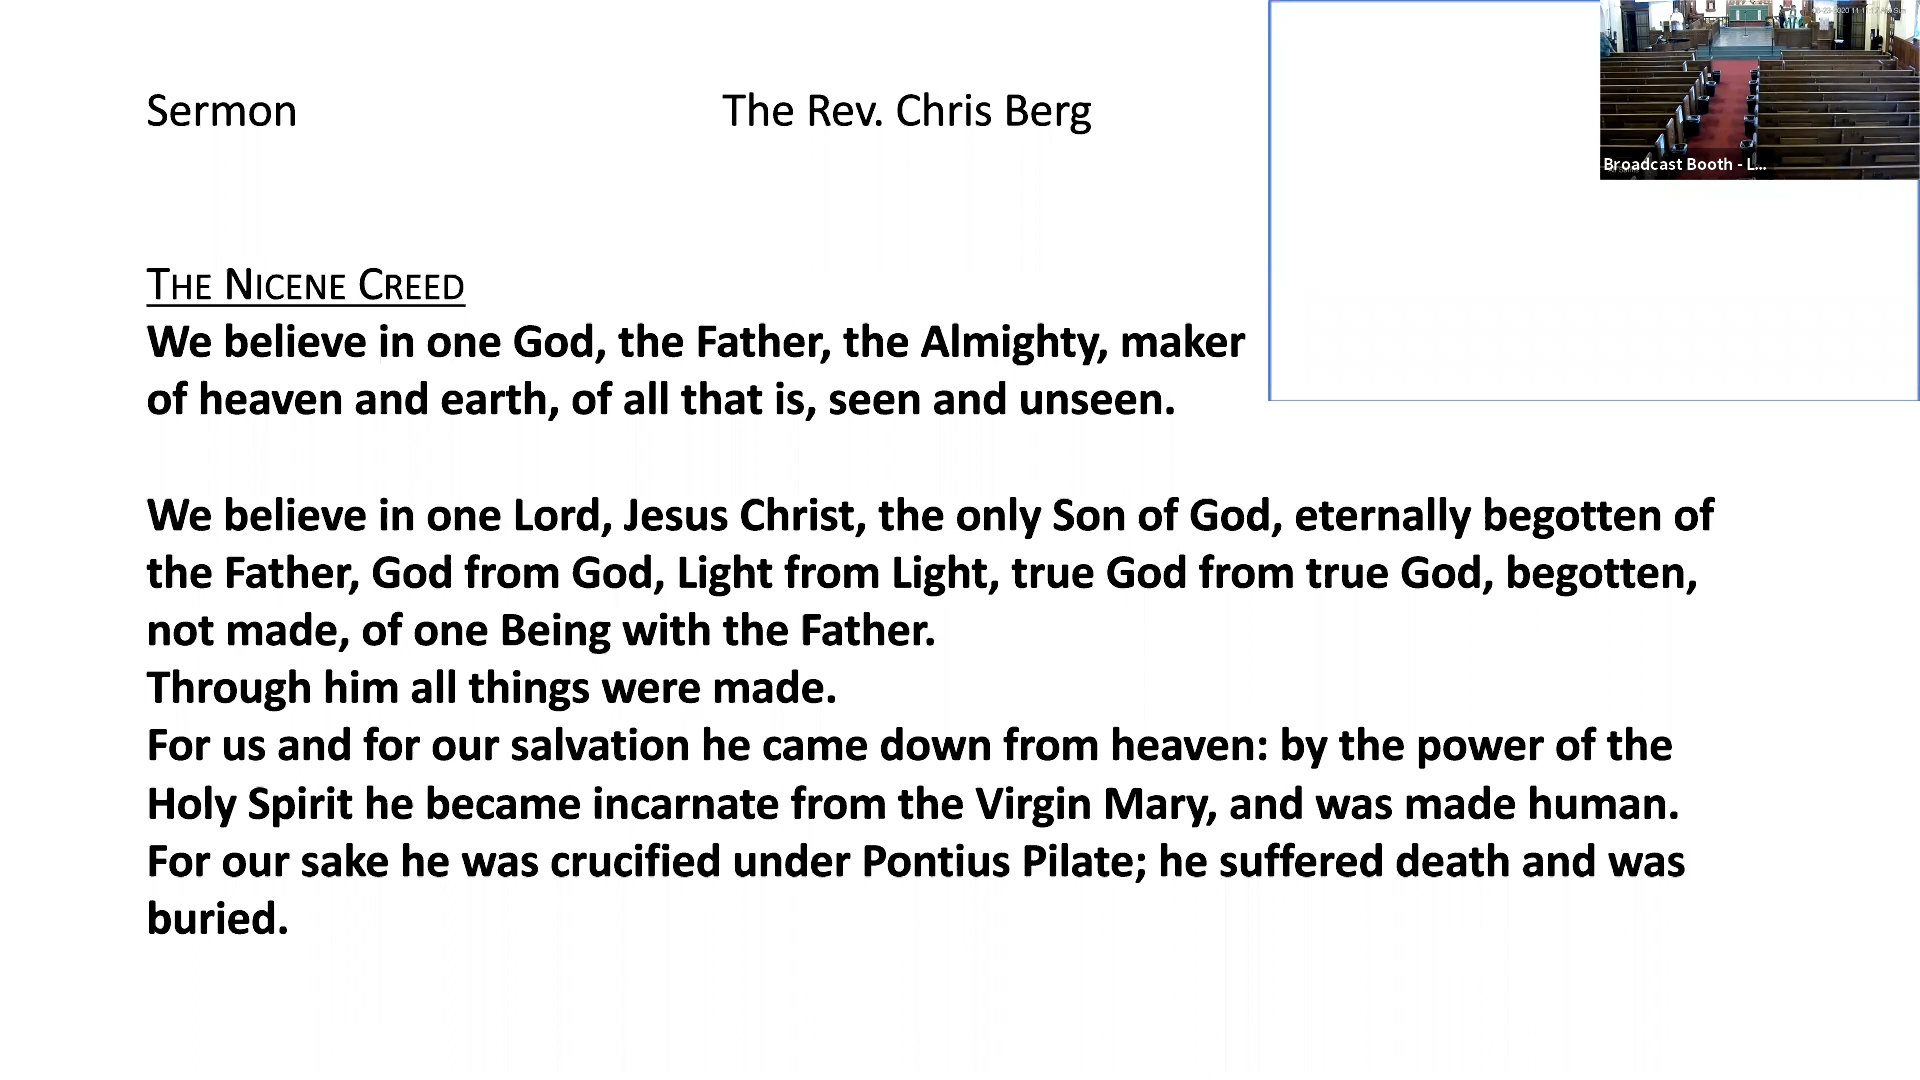 Sermon The Rev. Chris Berg
Broadcast Booth - L...
THE NICENE CREED
We believe in one God, the Father, the Almighty, maker
of heaven and earth, of all that is, seen and unseen.
We believe in one Lord, Jesus Christ, the only Son of God, eternally begotten of
the Father, God from God, Light from Light, true God from true God, begotten,
not made, of one Being with the Father.
Through him all things were made.
For us and for our salvation he came down from heaven: by the power of the
Holy Spirit he became incarnate from the Virgin Mary, and was made human.
For our sake he was crucified under Pontius Pilate; he suffered death and was
buried.